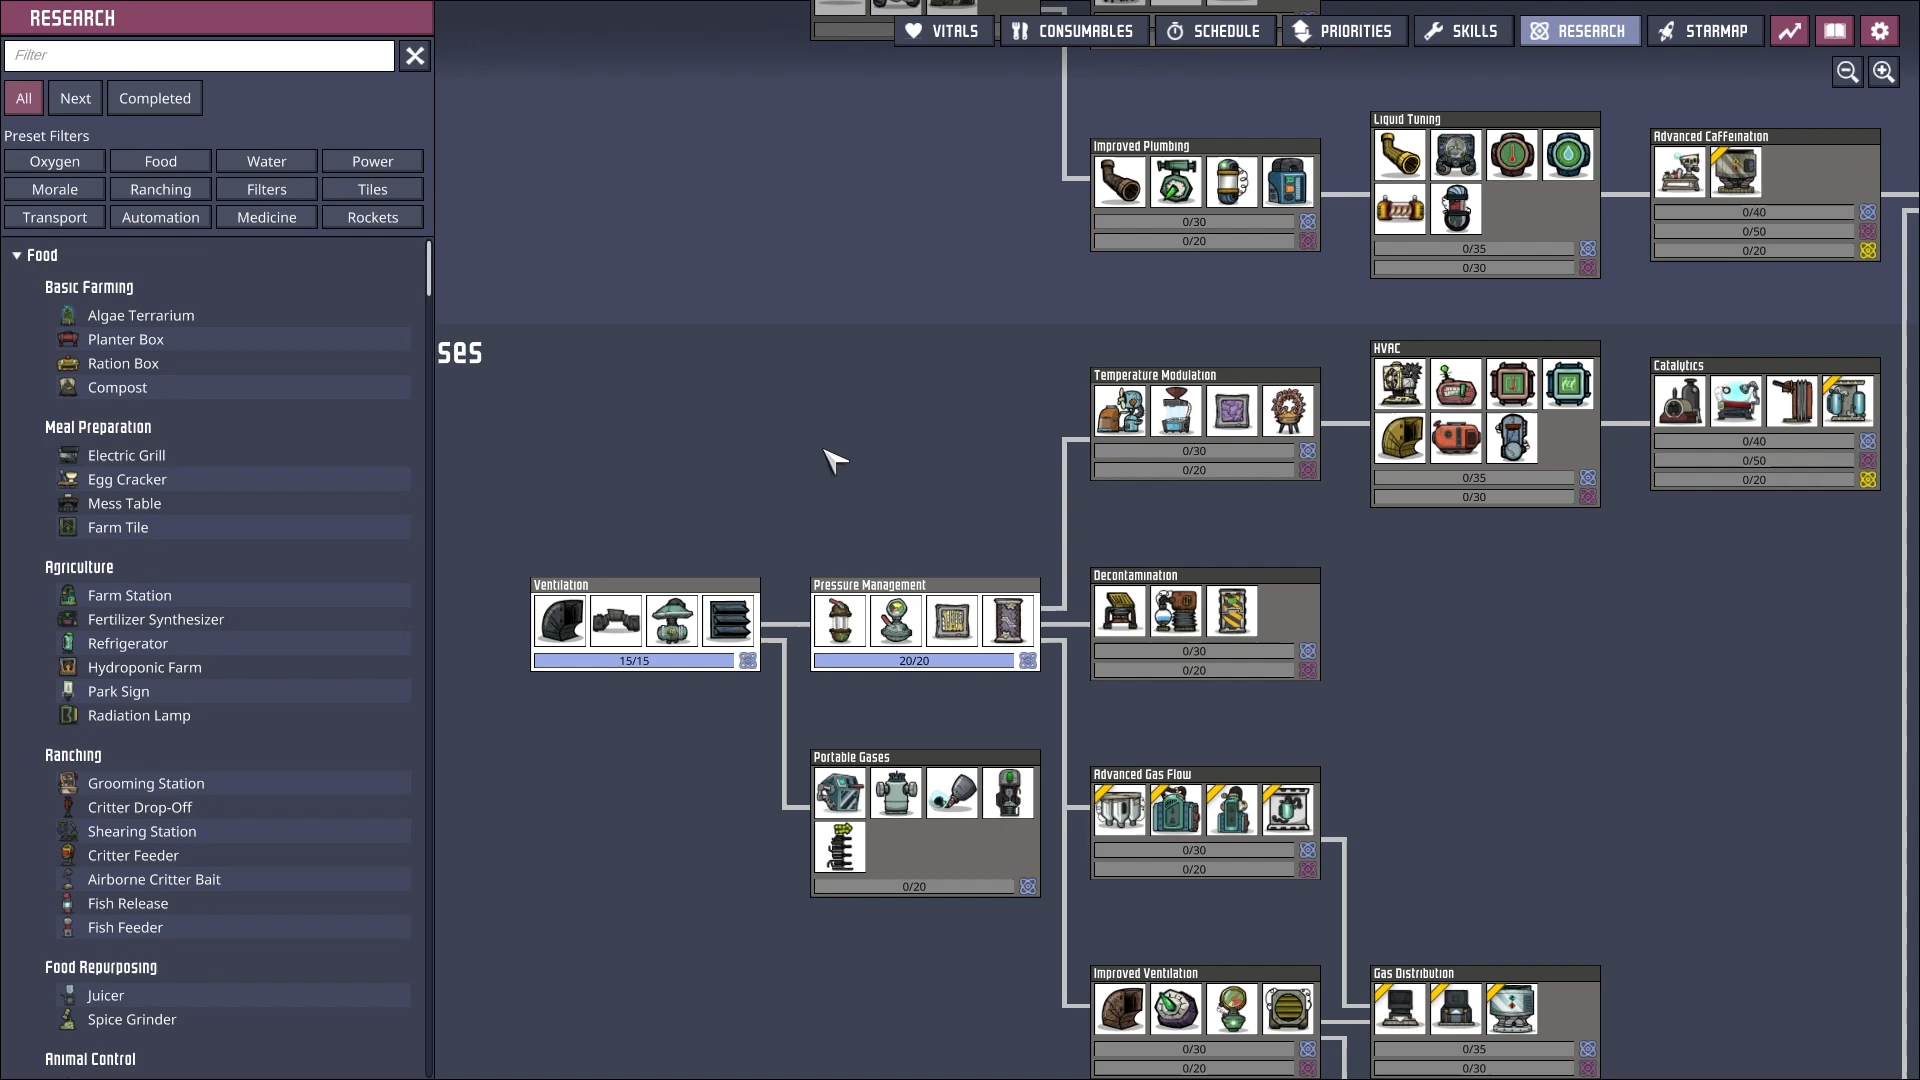 RESEARCH
VITALS
CONSUMABLES
SCHEDULE
PRIORITIES
SKILLS
RESEARCH
STARMAP
Filter
All
Next
Completed
Preset Filters
Oxygen
Food
Water
Power
Morale
Ranching
Filters
Tiles
Transport
Automation
Medicine
Rockets
Food
Basic Farming
Algae Terrarium
Planter Box
Ration Box
Compost
Meal Preparation
Electric Grill
Egg Cracker
Mess Table
Farm Tile
Agriculture
Farm Station
Fertilizer Synthesizer
Refrigerator
Hydroponic Farm
Park Sign
Radiation Lamp
Ranching
Grooming Station
Critter Drop-Off
Shearing Station
Critter Feeder
Airborne Critter Bait
Fish Release
Fish Feeder
Food Repurposing
Juicer
Spice Grinder
Animal Control
Improved Plumbing
0/30
0/20
Liquid Tuning
0/35
0/30
Advanced Caffeination
0/40
0/50
0/20
ses
Temperature Modulation
0/30
0/20
HVAC
0/35
0/30
Catalytics
0/40
0/50
0/20
Ventilation
15/15
Pressure Management
20/20
Decontamination
0/30
0/20
Portable Gases
0/20
Advanced Gas Flow
0/30
0/20
Improved Ventilation
0/30
0/20
Gas Distribution
0/35
0/30